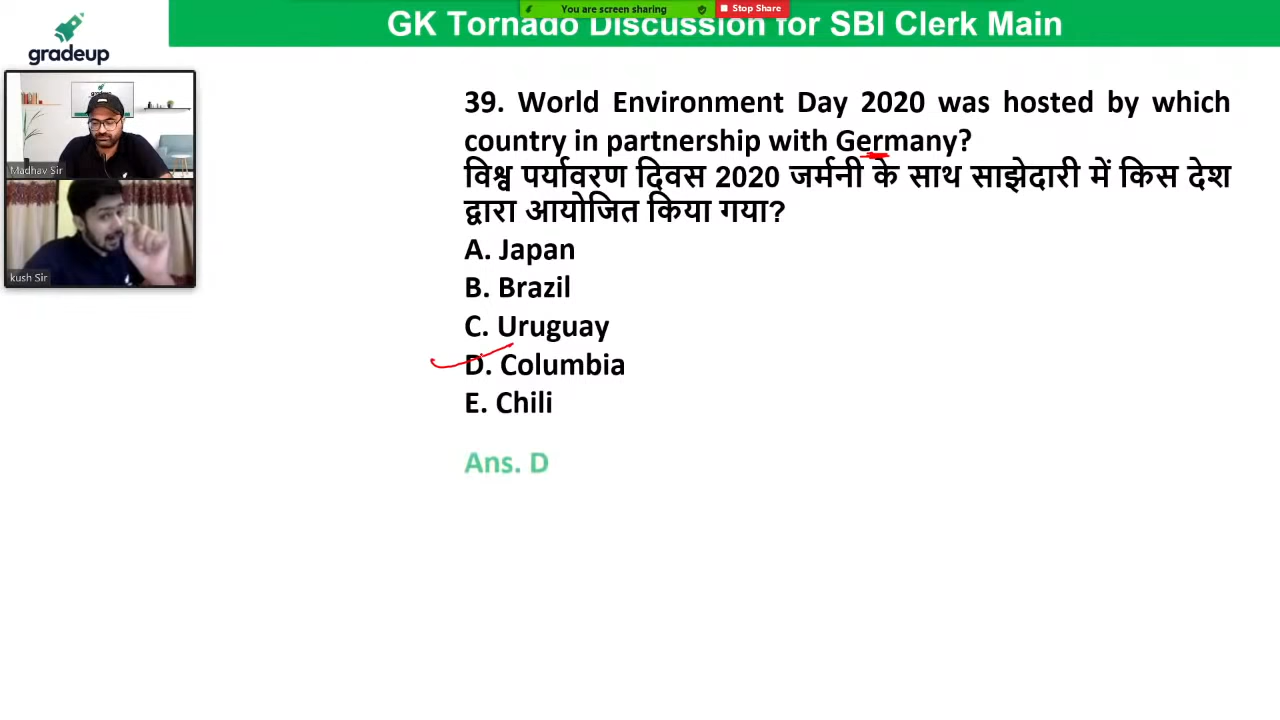 You are screen sharing
Stop Share
GK Tornado Discussion for SBI Clerk Main
gradeup
gradeup
Madhav Sir
kush Sir
39. World Environment Day 2020 was hosted by which
country in partnership with Germany?
विश्व पर्यावरण दिवस 2020 जर्मनी के साथ साझेदारी में किस देश
द्वारा आयोजित किया गया?
A. Japan
B. Brazil
C. Uruguay
D. Columbia
E. Chili
Ans. D